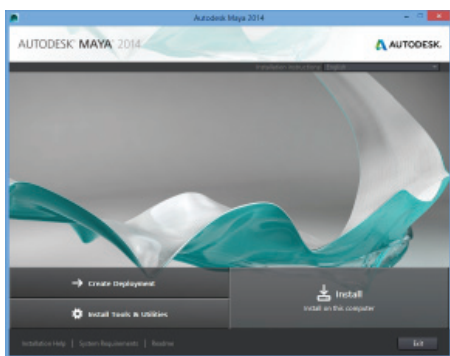 Autodesk Maya 2014
AUTODESK® MAYA® 2014
AUTODESK.
Installation Instructions English
Create Deployment
Install
Install on this computer
Install Tools & Utilities
Installation Help | System Requirements | Readme
Exit